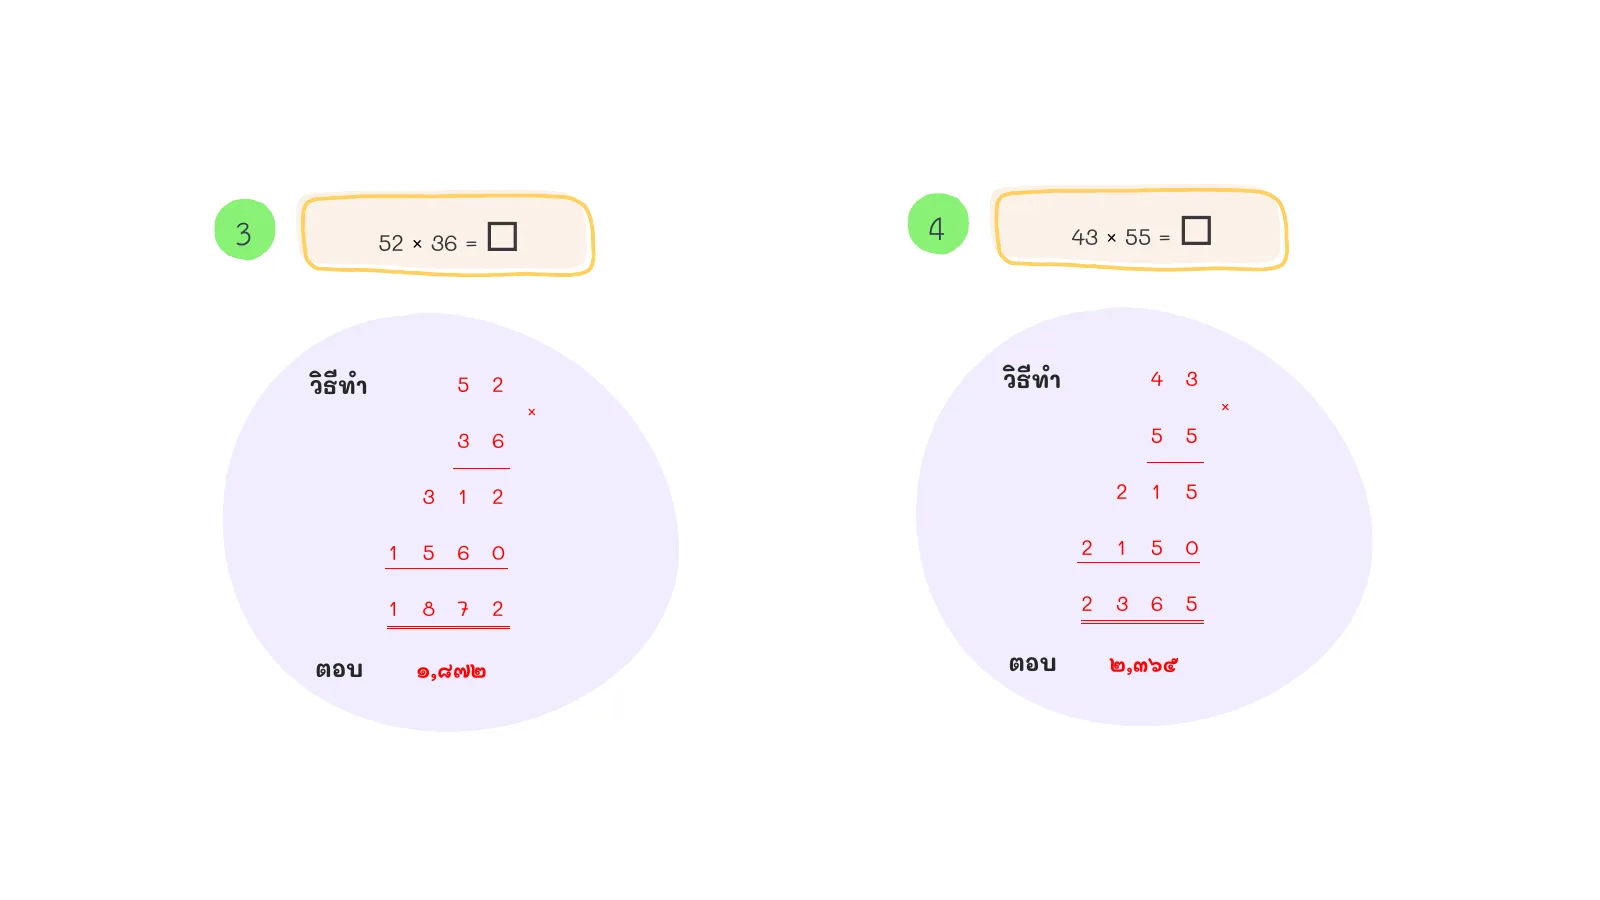 3
52 × 36 = □
วิธีทำ 5 2
×
3 6
3 1 2
1 5 6 0
1 8 7 2
ตอบ ๑,๘๗๒
4
43 × 55 = □
วิธีทำ 4 3
×
5 5
2 1 5
2 1 5 0
2 3 6 5
ตอบ ๒,๓๖๕